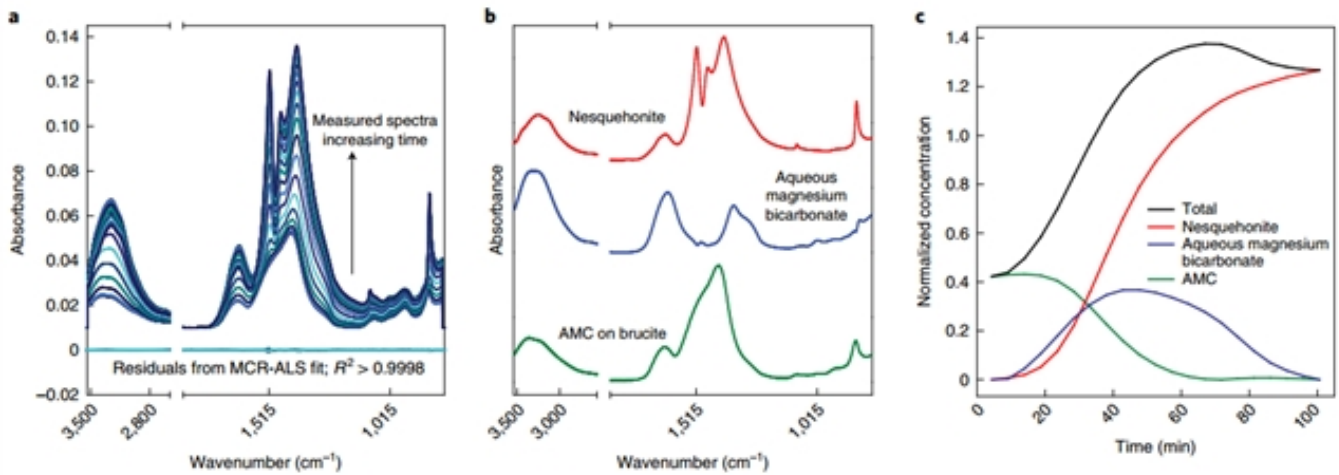 a
0.14
0.12
0.10
0.08
0.06
0.04
0.02
0
−0.02
Absorbance
Measured spectra
increasing time
Residuals from MCR-ALS fit; R² > 0.9998
3,500
2,800
1,515
1,015
Wavenumber (cm⁻¹)
b
Absorbance
Nesquehonite
Aqueous
magnesium
bicarbonate
AMC on brucite
3,500
3,000
1,515
1,015
Wavenumber (cm⁻¹)
c
1.4
1.2
1.0
0.8
0.6
0.4
0.2
0
Normalized concentration
Total
Nesquehonite
Aqueous magnesium
bicarbonate
AMC
0
20
40
60
80
100
Time (min)